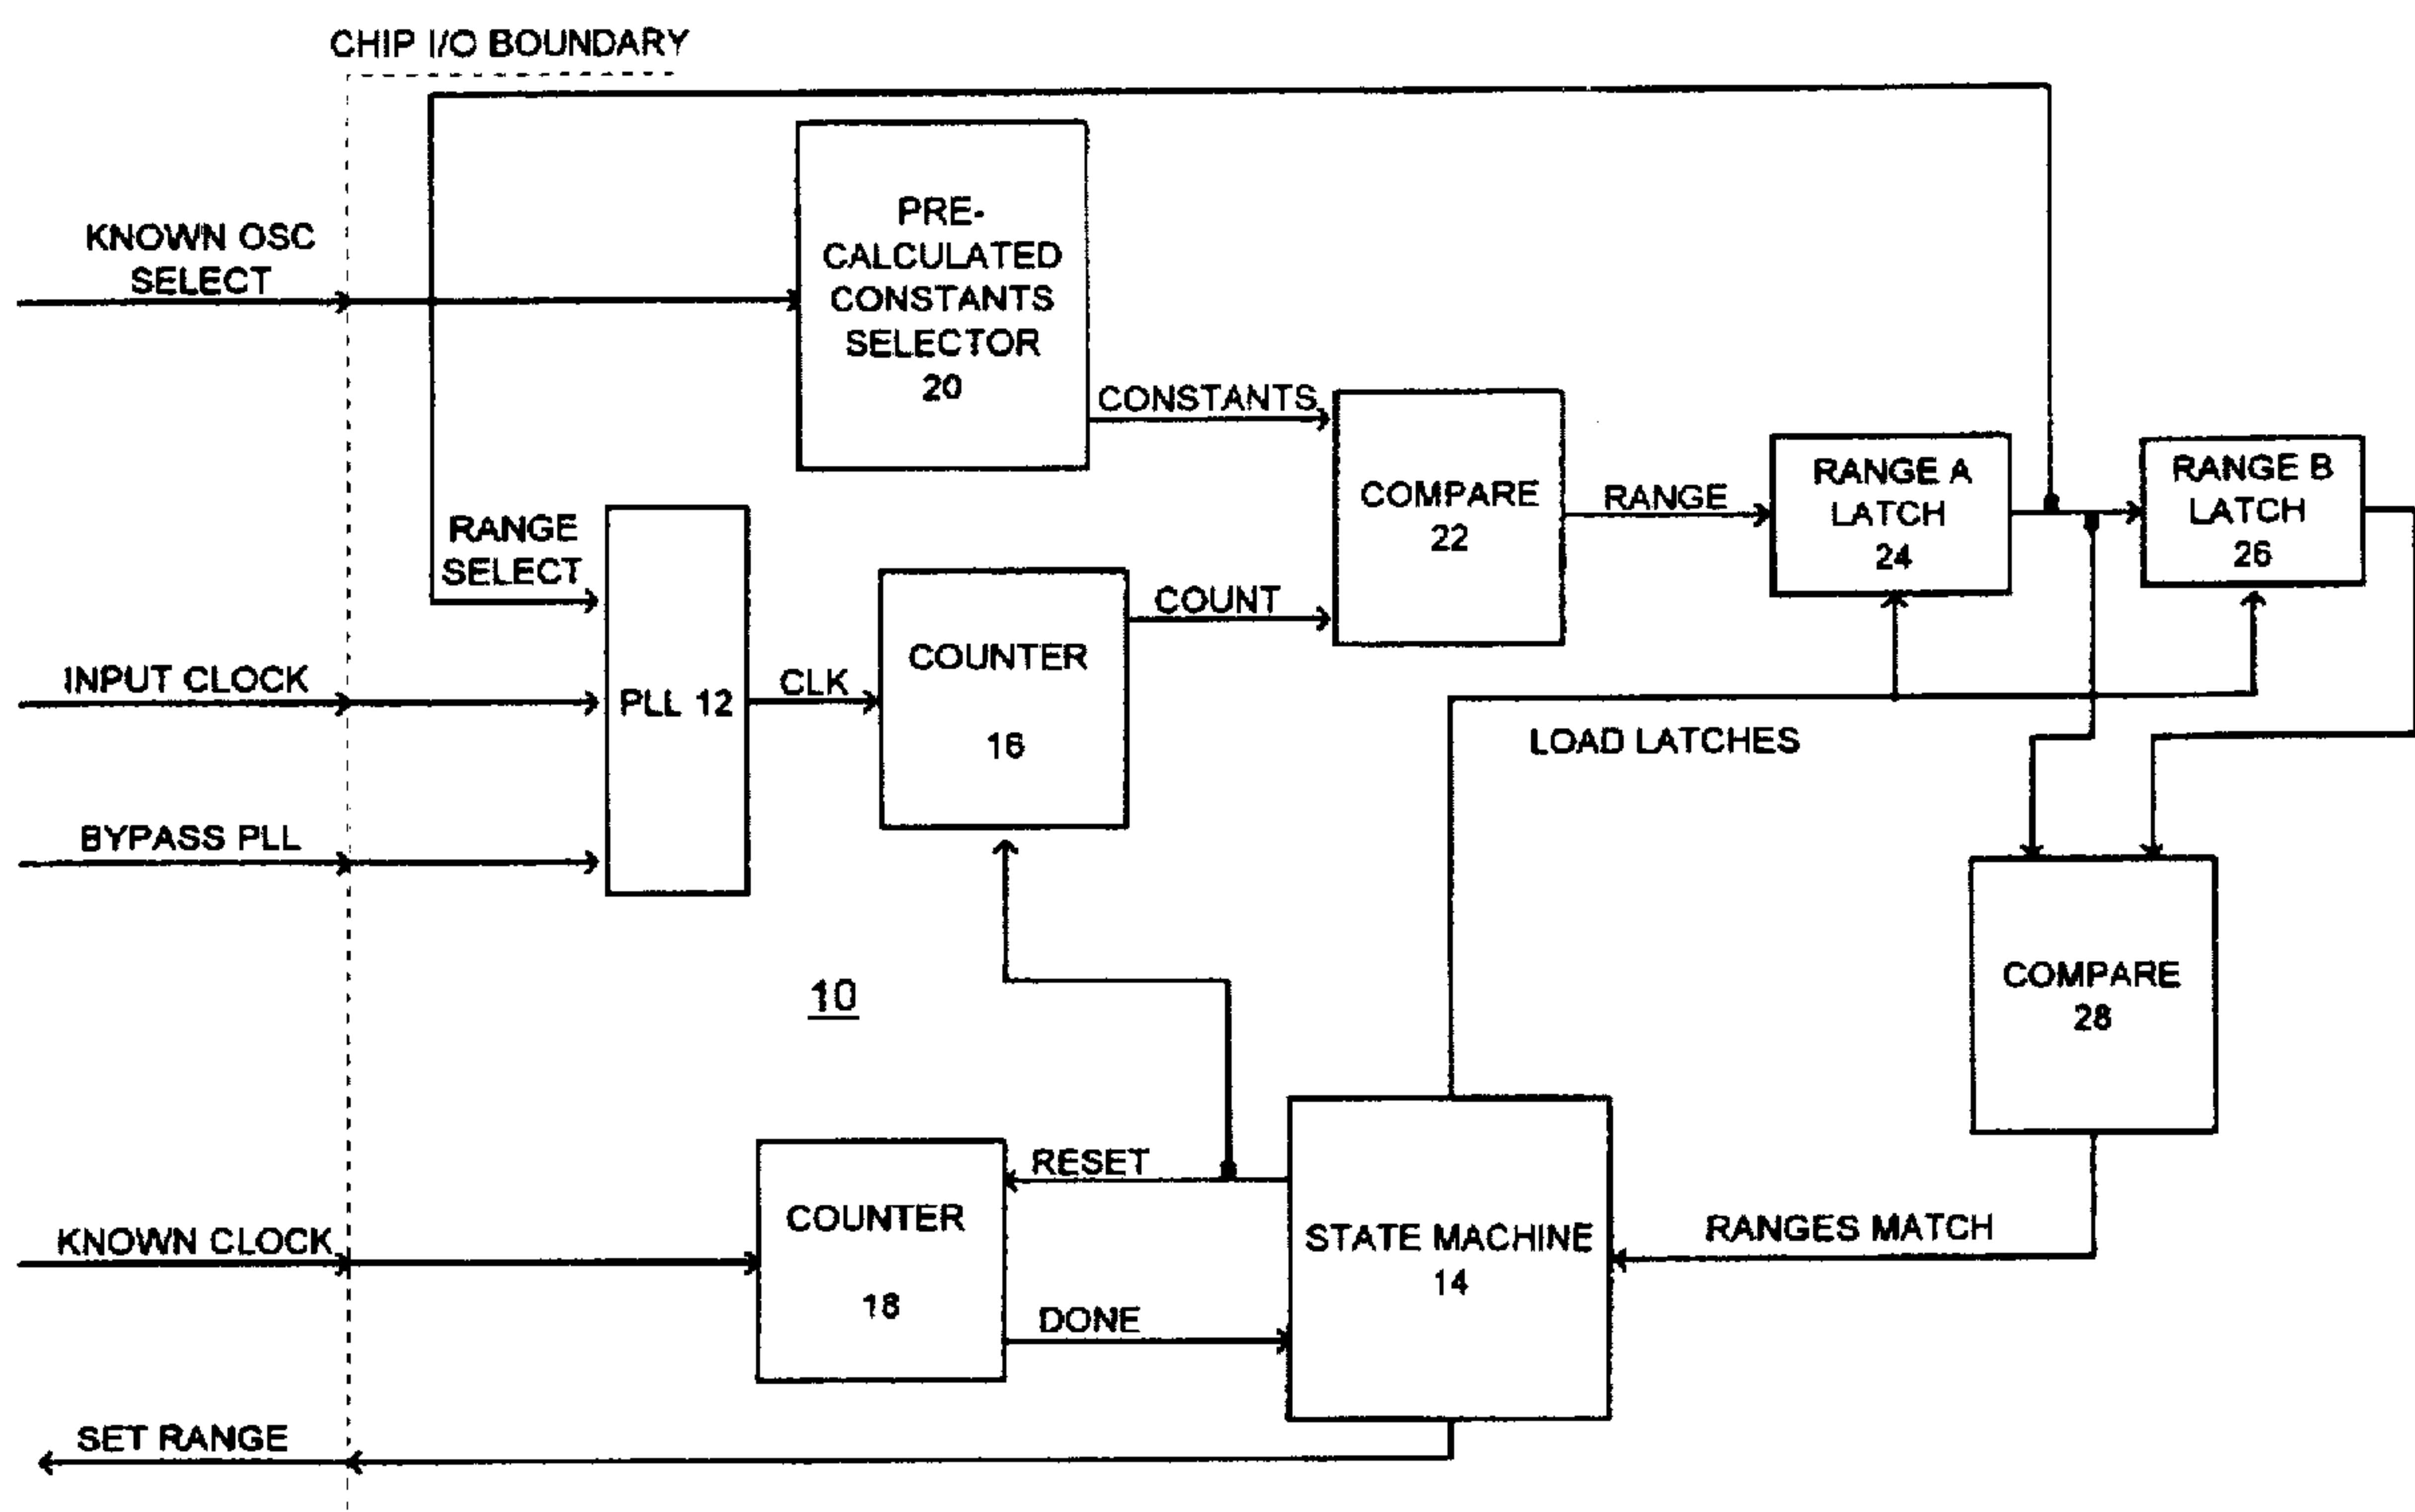 CHIP I/O BOUNDARY
KNOWN OSC
SELECT
PRE-
CALCULATED
CONSTANTS
SELECTOR
20
CONSTANTS
COMPARE
22
RANGE
RANGE A
LATCH
24
RANGE B
LATCH
26
RANGE
SELECT
INPUT CLOCK
PLL 12
CLK
COUNTER
16
COUNT
LOAD LATCHES
BYPASS PLL
COMPARE
28
10
KNOWN CLOCK
COUNTER
18
RESET
DONE
STATE MACHINE
14
RANGES MATCH
SET RANGE